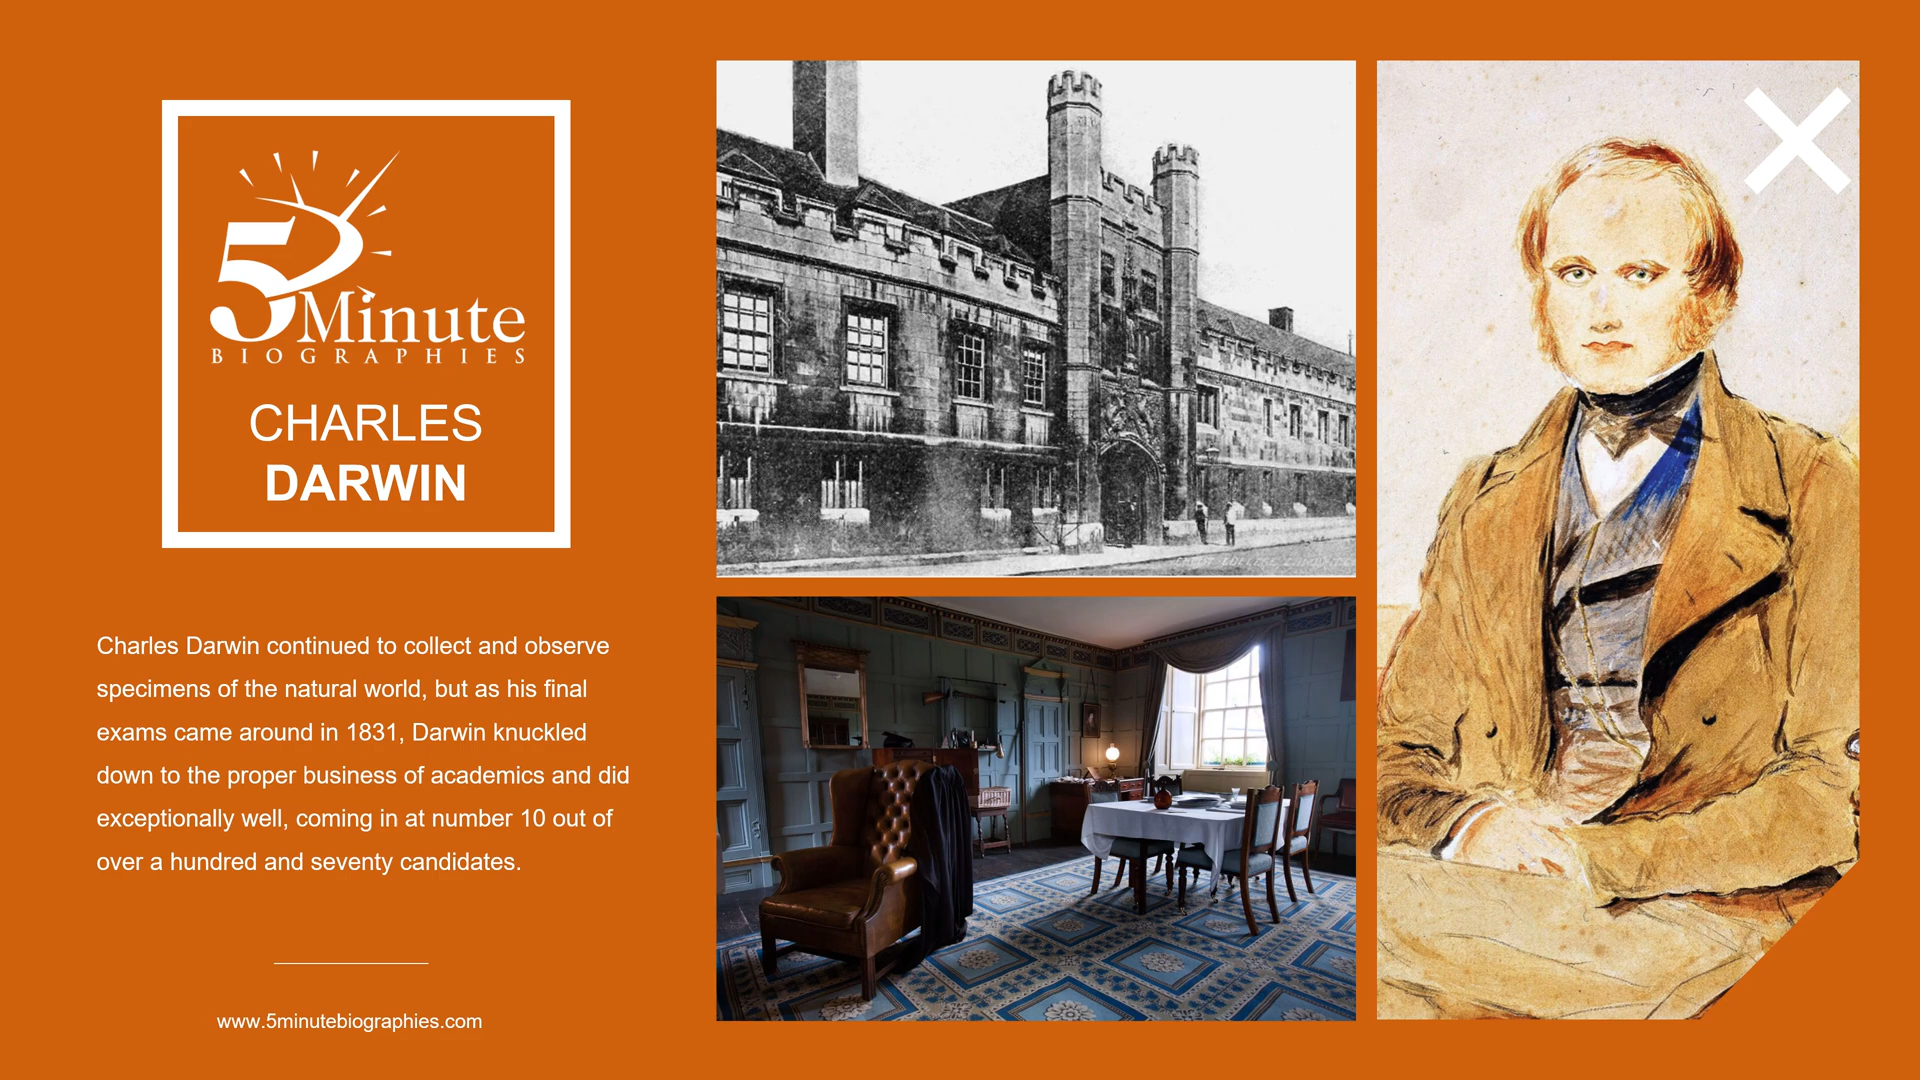 5 Minute
BIOGRAPHIES
CHARLES
DARWIN
Charles Darwin continued to collect and observe
specimens of the natural world, but as his final
exams came around in 1831, Darwin knuckled
down to the proper business of academics and did
exceptionally well, coming in at number 10 out of
over a hundred and seventy candidates.
www.5minutebiographies.com